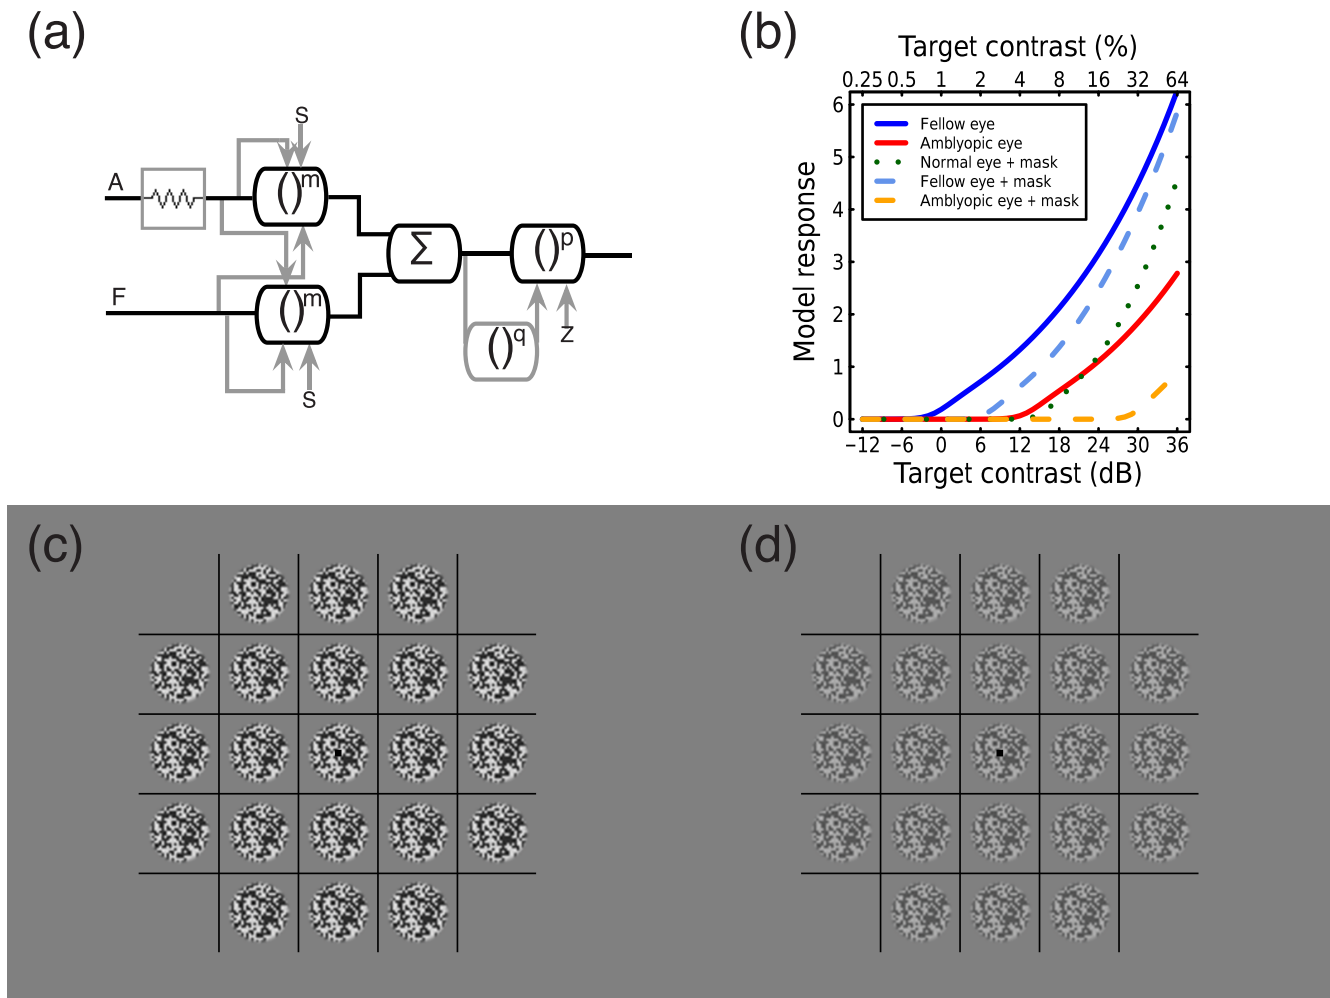 (a)
S
A
()m
Σ
()p
F
()m
()q
Z
S
(b)
Target contrast (%)
0.25 0.5 1 2 4 8 16 32 64
Model response
6
5
4
3
2
1
0
Fellow eye
Amblyopic eye
Normal eye + mask
Fellow eye + mask
Amblyopic eye + mask
−12 −6 0 6 12 18 24 30 36
Target contrast (dB)
(c)
(d)